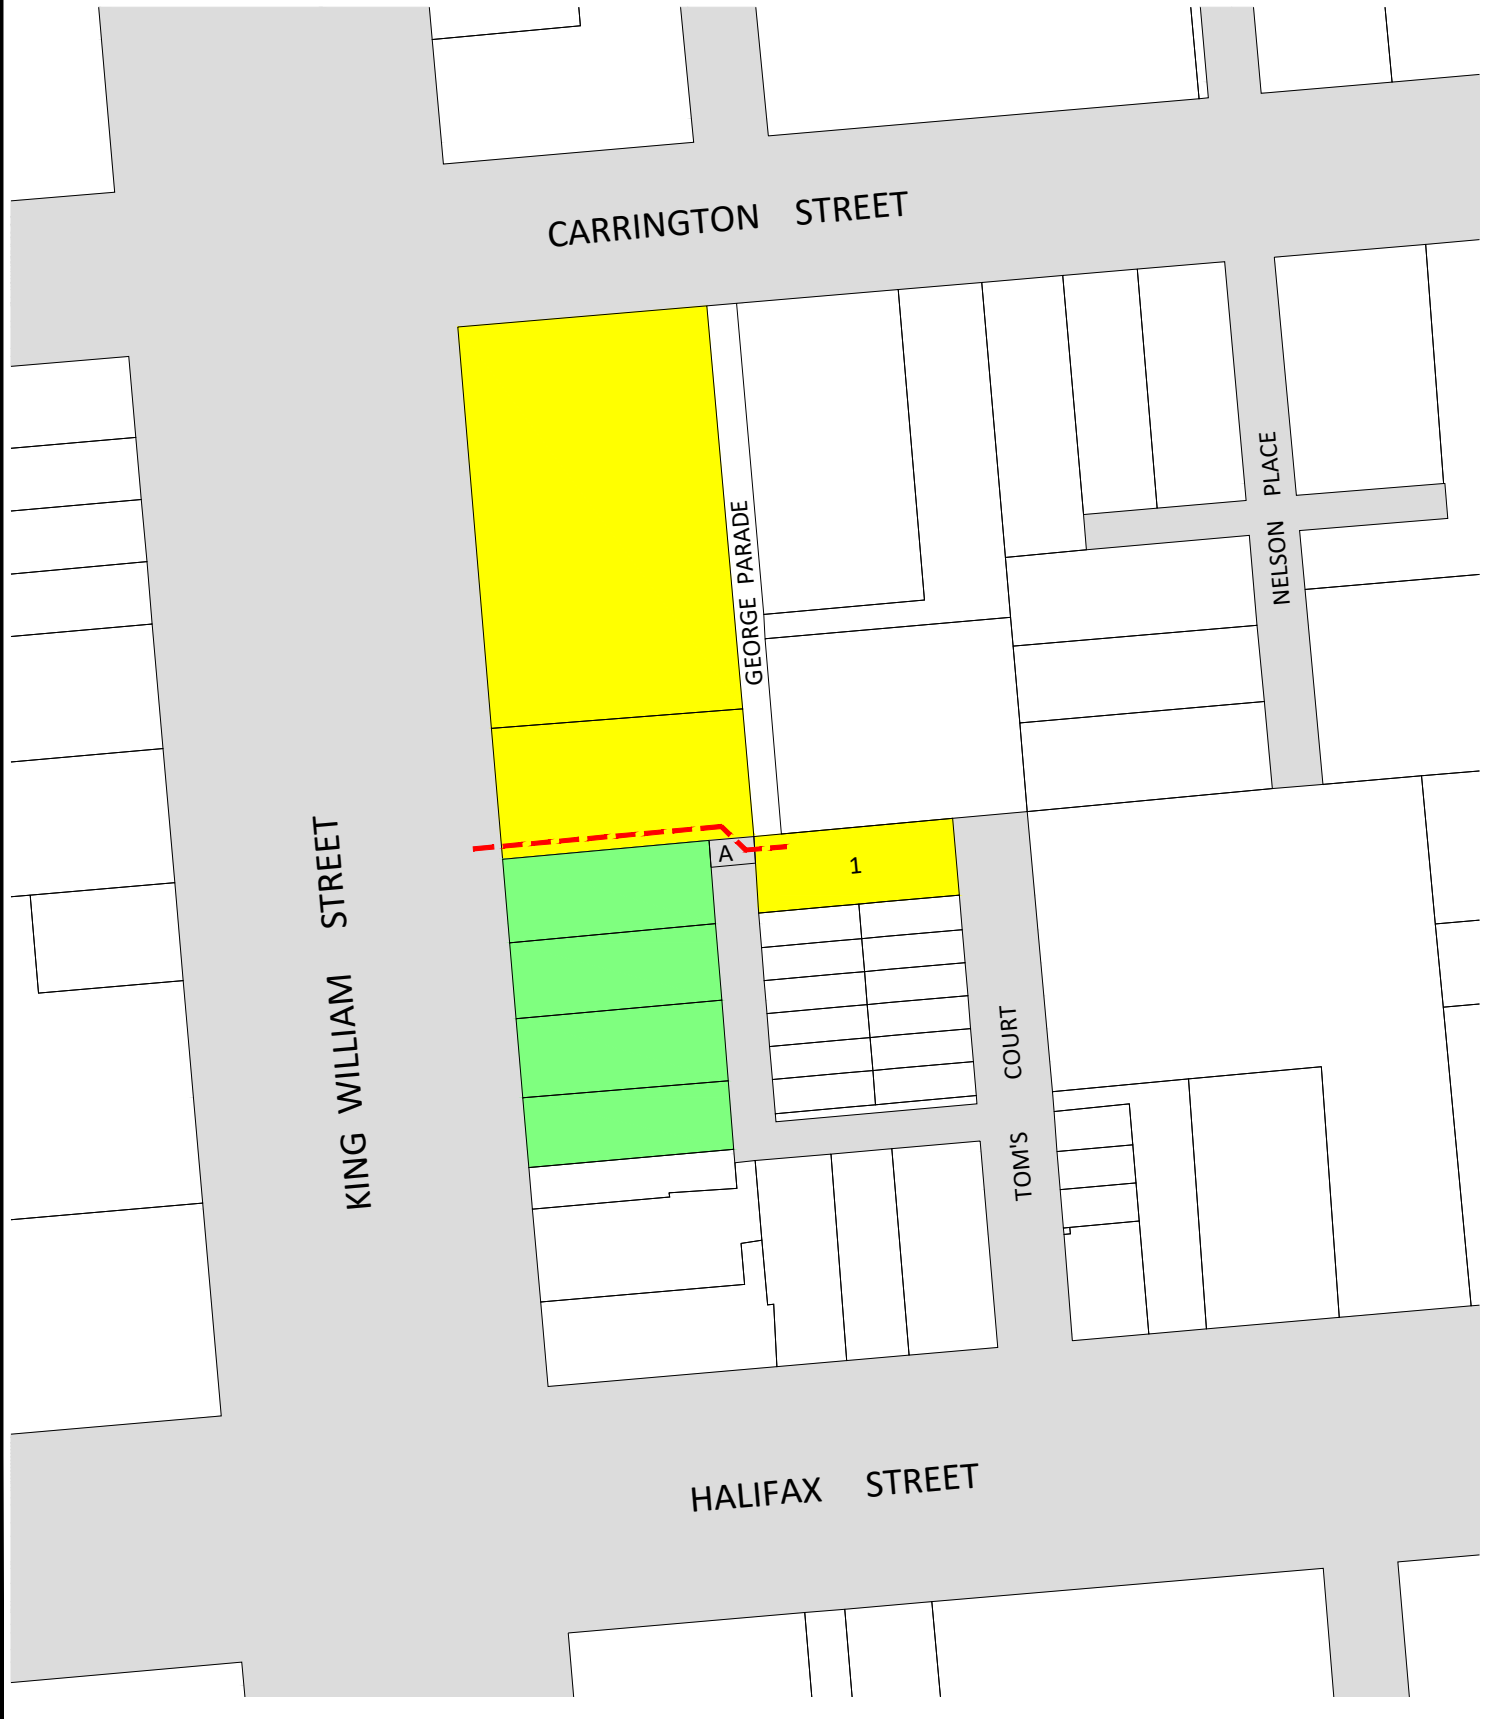 CARRINGTON STREET
GEORGE PARADE
NELSON PLACE
KING WILLIAM STREET
A
1
TOM'S COURT
HALIFAX STREET